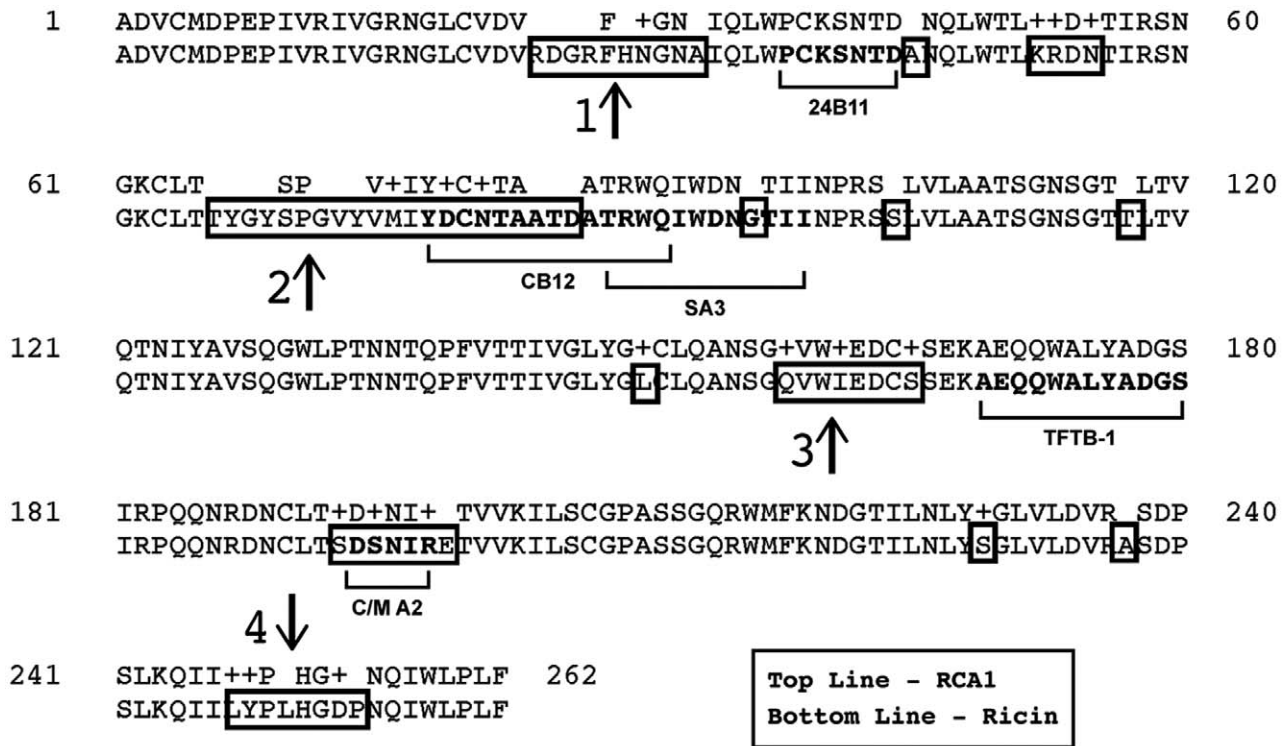 1 ADVCMDPEPIVRIVGRNGLCVDV F +GN IQLWPCKSNTD NQLWTL++D+TIRSN 60
ADVCMDPEPIVRIVGRNGLCVDVRDGRFHNGNAIQLWPCKSNTDANQLWTLKRDNTIRSN
1 24B11
61 GKCLT SP V+IY+C+TA ATRWQIWDN TIINPRS LVLAATSGNSGT LTV 120
GKCLTTYGYSPGVYVMIYDCNTAATDATRWQIWDNGTIINPRSSLVLAATSGNSGTTLTV
2 CB12 SA3
121 QTNIYAVSQGWLPTNNTQPFVTTIVGLYG+CLQANSG+VW+EDC+SEKAEQQWALYADGS 180
QTNIYAVSQGWLPTNNTQPFVTTIVGLYGLCLQANSGQVWIEDCSSEKAEQQWALYADGS
3 TFTB-1
181 IRPQQNRDNCLT+D+NI+ TVVKILSCGPASSGQRWMFKNDGTILNLY+GLVLDVR SDP 240
IRPQQNRDNCLTSDSNIRETVVKILSCGPASSGQRWMFKNDGTILNLYSGLVLDVRASDP
4 C/M A2
241 SLKQII++P HG+ NQIWLPLF 262
SLKQIILYPLHGDPNQIWLPLF
Top Line – RCA1
Bottom Line – Ricin